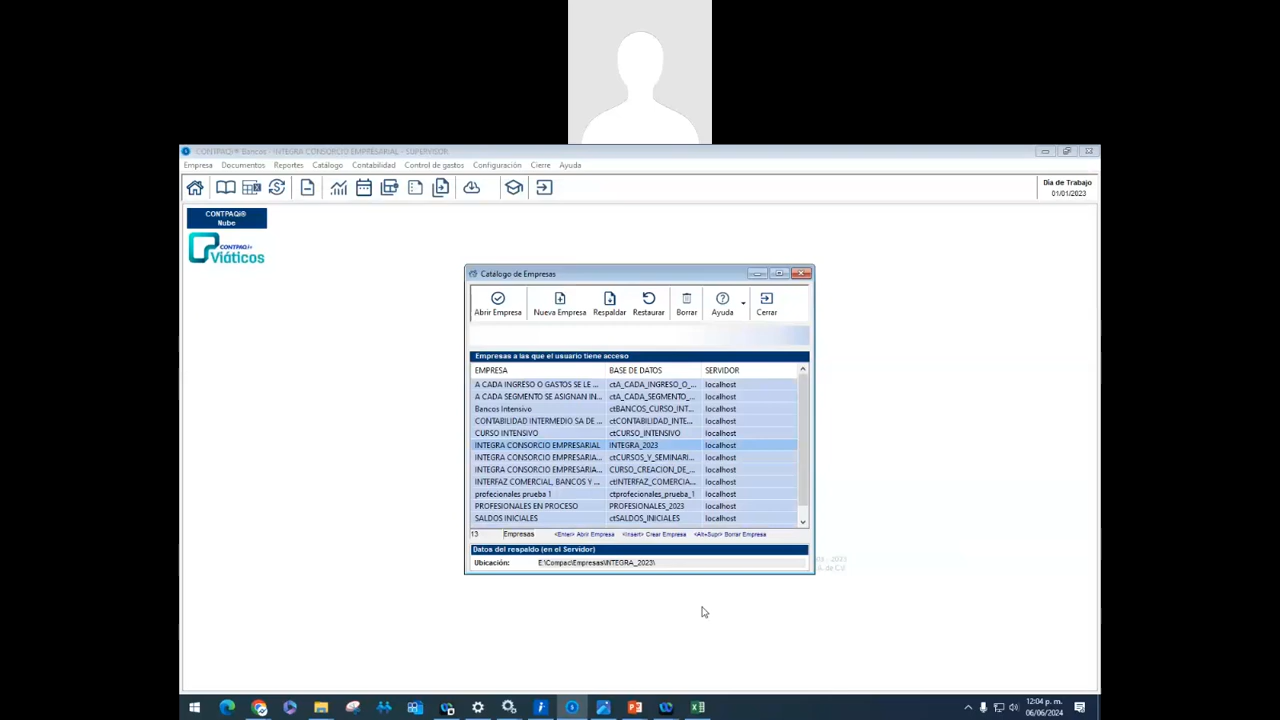 CONTPAQi® Bancos - INTEGRA CONSORCIO EMPRESARIAL - SUPERVISOR
Empresa Documentos Reportes Catálogo Contabilidad Control de gastos Configuración Cierre Ayuda
Día de Trabajo
01/01/2023
CONTPAQi®
Nube
CONTPAQi+
Viáticos
Catálogo de Empresas
Abrir Empresa Nueva Empresa Respaldar Restaurar Borrar Ayuda Cerrar
Empresas a las que el usuario tiene acceso
EMPRESA BASE DE DATOS SERVIDOR
A CADA INGRESO O GASTOS SE LE ... ctA_CADA_INGRESO_O_... localhost
A CADA SEGMENTO SE ASIGNAN IN... ctA_CADA_SEGMENTO_... localhost
Bancos Intensivo ctBANCOS_CURSO_INT... localhost
CONTABILIDAD INTERMEDIO SA DE ... ctCONTABILIDAD_INTE... localhost
CURSO INTENSIVO ctCURSO_INTENSIVO localhost
INTEGRA CONSORCIO EMPRESARIAL INTEGRA_2023 localhost
INTEGRA CONSORCIO EMPRESARIA... ctCURSOS_Y_SEMINARI... localhost
INTEGRA CONSORCIO EMPRESARIA... CURSO_CREACION_DE_... localhost
INTERFAZ COMERCIAL, BANCOS Y ... ctINTERFAZ_COMERCIA... localhost
profecionales prueba 1 ctprofecionales_prueba_1 localhost
PROFESIONALES EN PROCESO PROFESIONALES_2023 localhost
SALDOS INICIALES ctSALDOS_INICIALES localhost
13 Empresas <Enter> Abrir Empresa <Insert> Crear Empresa <Alt+Supr> Borrar Empresa
Datos del respaldo (en el Servidor)
Ubicación: E:\Compac\Empresas\INTEGRA_2023\
12:04 p. m.
06/06/2024